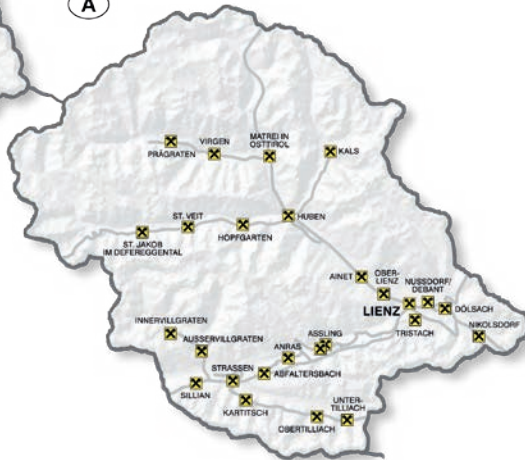 A
MATREI IN
OSTTIROL
VIRGEN
PRÄGRATEN
KALS
ST. VEIT
HUBEN
HOPFGARTEN
ST. JAKOB
IM DEFEREGGENTAL
AINET
OBER-
LIENZ
NUSSDORF/
DEBANT
LIENZ
DÖLSACH
TRISTACH
NIKOLSDORF
INNERVILLGRATEN
AUSSERVILLGRATEN
ASSLING
ANRAS
STRASSEN
ABFALTERSBACH
SILLIAN
KARTITSCH
UNTER-
TILLIACH
OBERTILLIACH